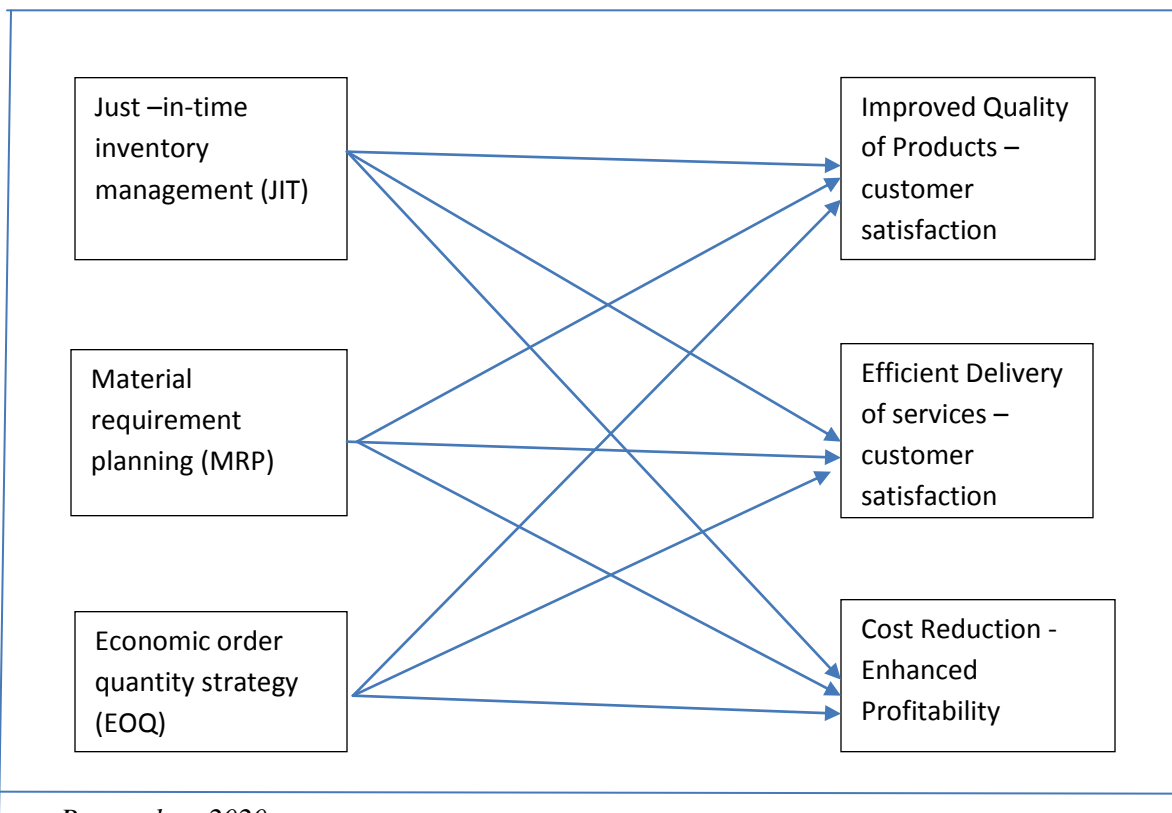 Just –in-time
inventory
management (JIT)
Improved Quality
of Products –
customer
satisfaction
Material
requirement
planning (MRP)
Efficient Delivery
of services –
customer
satisfaction
Economic order
quantity strategy
(EOQ)
Cost Reduction -
Enhanced
Profitability